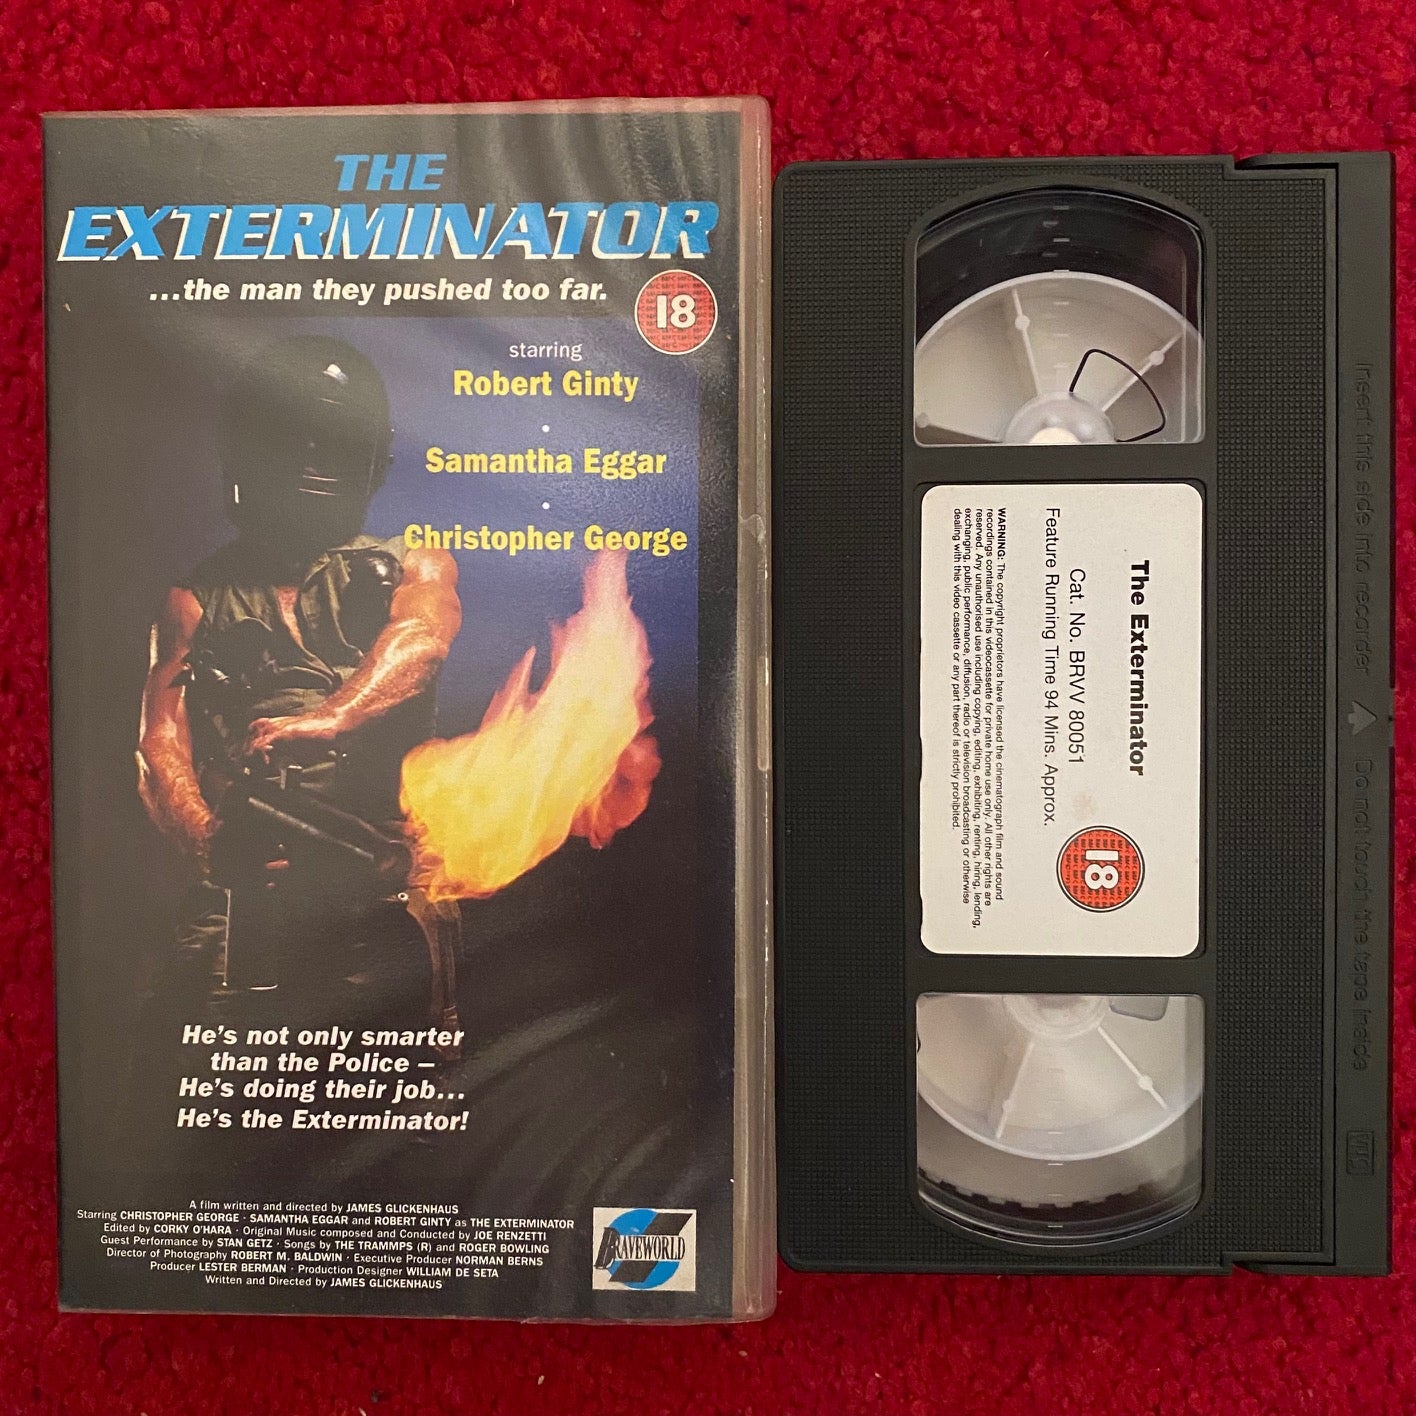 THE
EXTERMINATOR
...the man they pushed too far.
18
starring
Robert Ginty
•
Samantha Eggar
•
Christopher George
He's not only smarter
than the Police –
He's doing their job...
He's the Exterminator!
A film written and directed by JAMES GLICKENHAUS
Starring CHRISTOPHER GEORGE · SAMANTHA EGGAR and ROBERT GINTY as THE EXTERMINATOR
Edited by CORKY O'HARA · Original Music composed and Conducted by JOE RENZETTI
Guest Performance by STAN GETZ · Songs by THE TRAMMPS (R) and ROGER BOWLING
Director of Photography ROBERT M. BALDWIN · Executive Producer NORMAN BERNS
Producer LESTER BERMAN · Production Designer WILLIAM DE SETA
Written and Directed by JAMES GLICKENHAUS
BRAVEWORLD
The Exterminator
Cat. No. BRVV 80051
Feature Running Time 94 Mins. Approx.
18
WARNING: The copyright proprietors have licensed the cinematograph film and sound
recordings contained in this videocassette for private home use only. All other rights are
reserved. Any unauthorised use including copying, editing, exhibiting, renting, hiring, lending,
exchanging, public performance, diffusion, radio or television broadcasting or otherwise
dealing with this video cassette or any part thereof is strictly prohibited.
Insert this side into recorder Do not touch the tape inside